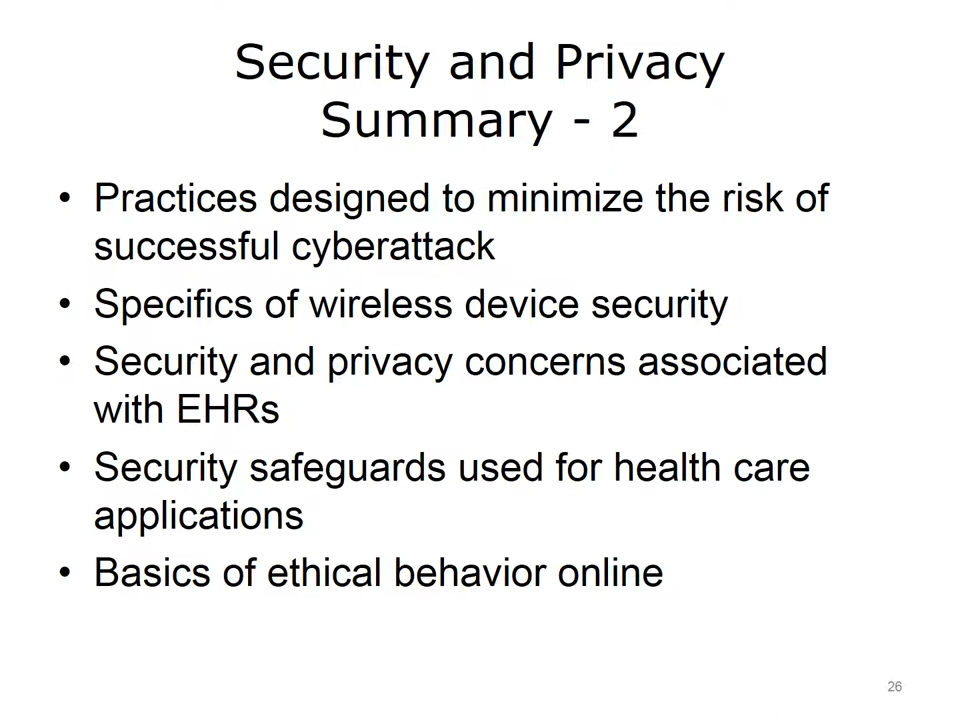 Security and Privacy
Summary - 2
• Practices designed to minimize the risk of
successful cyberattack
• Specifics of wireless device security
• Security and privacy concerns associated
with EHRs
• Security safeguards used for health care
applications
• Basics of ethical behavior online
26